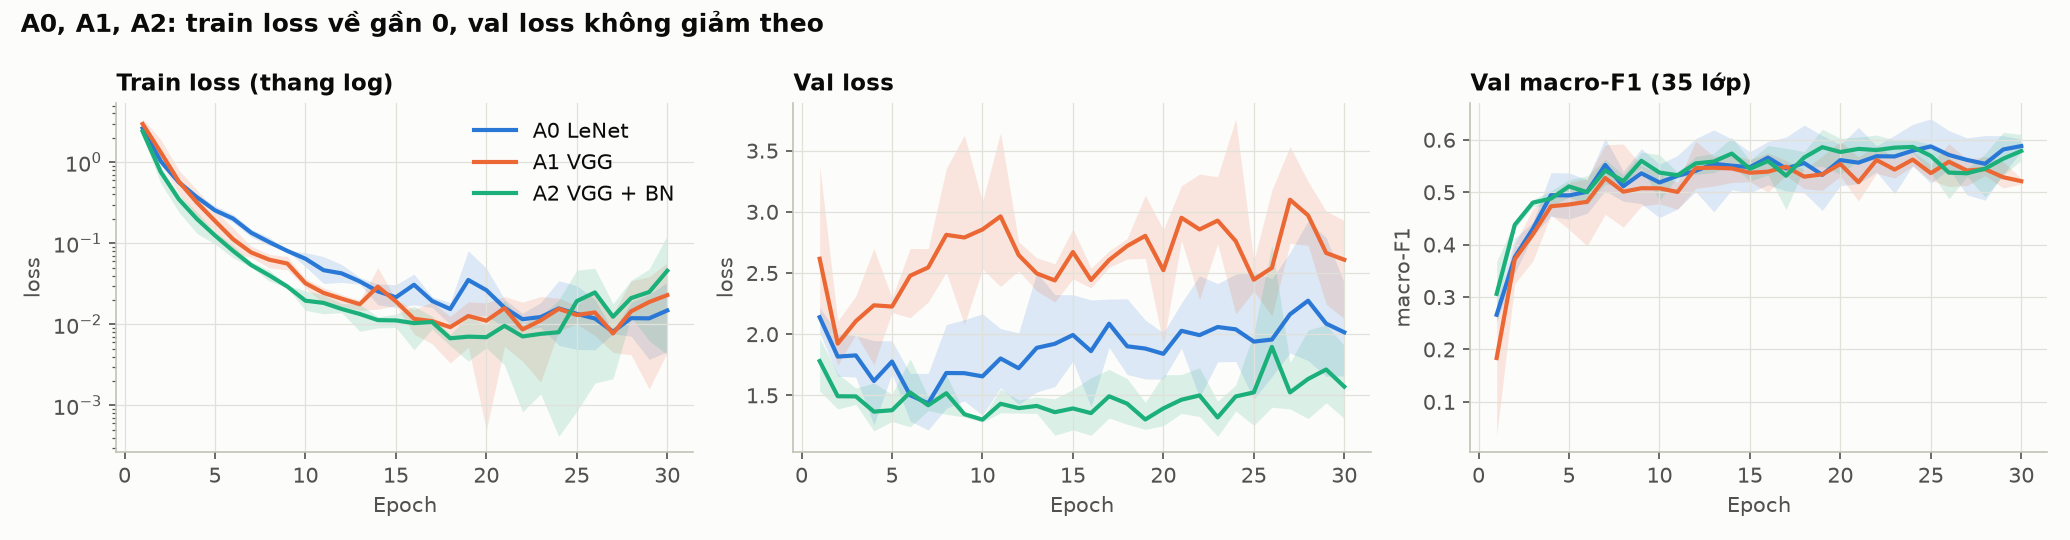 A0, A1, A2: train loss về gần 0, val loss không giảm theo
Train loss (thang log)
A0 LeNet
A1 VGG
A2 VGG + BN
10⁰
10⁻¹
10⁻²
10⁻³
loss
0 5 10 15 20 25 30
Epoch
Val loss
3.5
3.0
2.5
2.0
1.5
loss
0 5 10 15 20 25 30
Epoch
Val macro-F1 (35 lớp)
0.6
0.5
0.4
0.3
0.2
0.1
macro-F1
0 5 10 15 20 25 30
Epoch